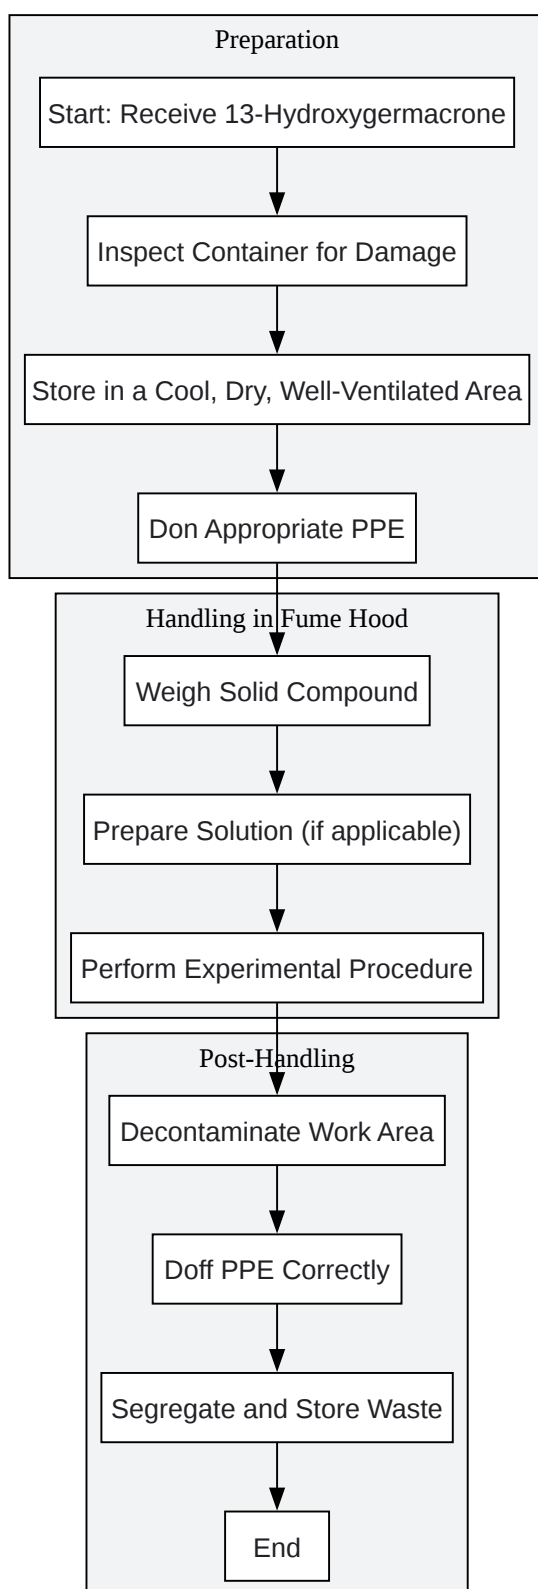 Preparation
Start: Receive 13-Hydroxygermacrone
Inspect Container for Damage
Store in a Cool, Dry, Well-Ventilated Area
Don Appropriate PPE
Handling in Fume Hood
Weigh Solid Compound
Prepare Solution (if applicable)
Perform Experimental Procedure
Post-Handling
Decontaminate Work Area
Doff PPE Correctly
Segregate and Store Waste
End